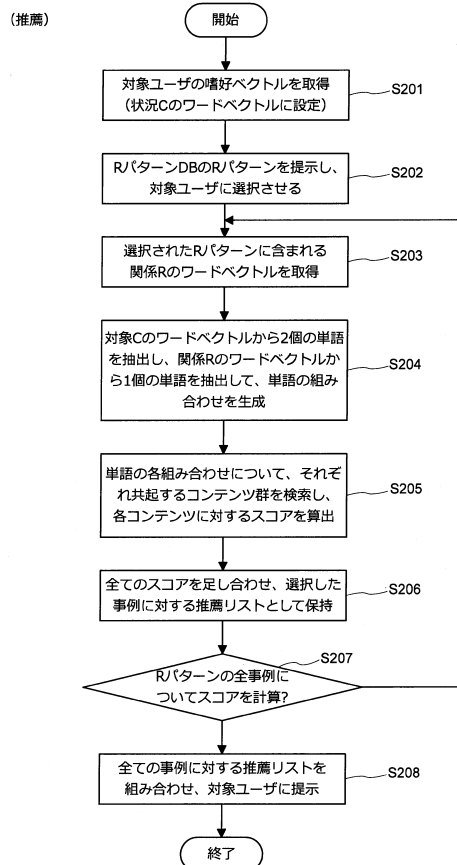 （推薦）
開始
対象ユーザの嗜好ベクトルを取得
（状況Cのワードベクトルに設定）
S201
RパターンDBのRパターンを提示し、
対象ユーザに選択させる
S202
選択されたRパターンに含まれる
関係Rのワードベクトルを取得
S203
対象Cのワードベクトルから2個の単語
を抽出し、関係Rのワードベクトルか
ら1個の単語を抽出して、単語の組み
合わせを生成
S204
単語の各組み合わせについて、それぞ
れ共起するコンテンツ群を検索し、
各コンテンツに対するスコアを算出
S205
全てのスコアを足し合わせ、選択した
事例に対する推薦リストとして保持
S206
S207
Rパターンの全事例に
ついてスコアを計算?
全ての事例に対する推薦リストを
組み合わせ、対象ユーザに提示
S208
終了